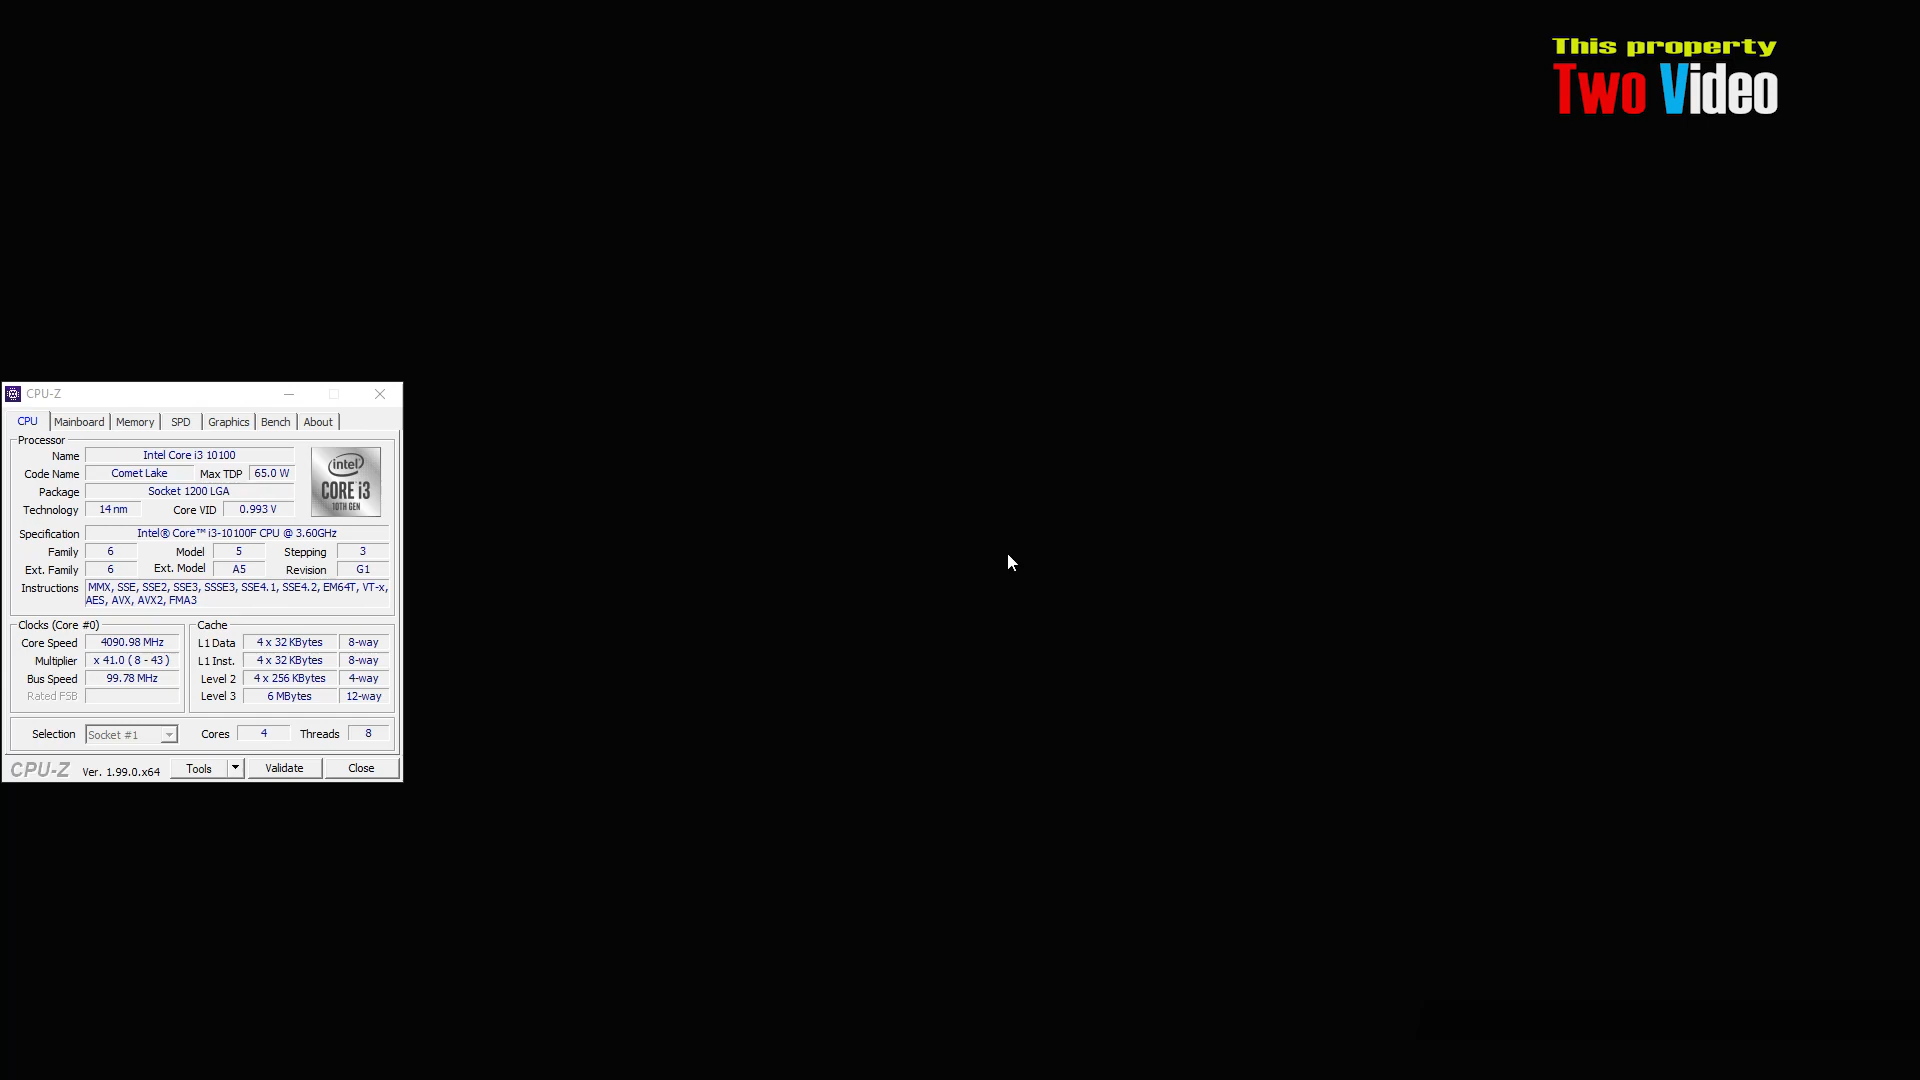 This property
Two Video
CPU-Z
CPU Mainboard Memory SPD Graphics Bench About
Processor
Name Intel Core i3 10100
Code Name Comet Lake Max TDP 65.0 W
Package Socket 1200 LGA
Technology 14 nm Core VID 0.993 V
intel
CORE i3
10TH GEN
Specification Intel® Core™ i3-10100F CPU @ 3.60GHz
Family 6 Model 5 Stepping 3
Ext. Family 6 Ext. Model A5 Revision G1
Instructions MMX, SSE, SSE2, SSE3, SSSE3, SSE4.1, SSE4.2, EM64T, VT-x,
AES, AVX, AVX2, FMA3
Clocks (Core #0)
Core Speed 4090.98 MHz
Multiplier x 41.0 ( 8 - 43 )
Bus Speed 99.78 MHz
Rated FSB
Cache
L1 Data 4 x 32 KBytes 8-way
L1 Inst. 4 x 32 KBytes 8-way
Level 2 4 x 256 KBytes 4-way
Level 3 6 MBytes 12-way
Selection Socket #1 Cores 4 Threads 8
CPU-Z Ver. 1.99.0.x64 Tools Validate Close